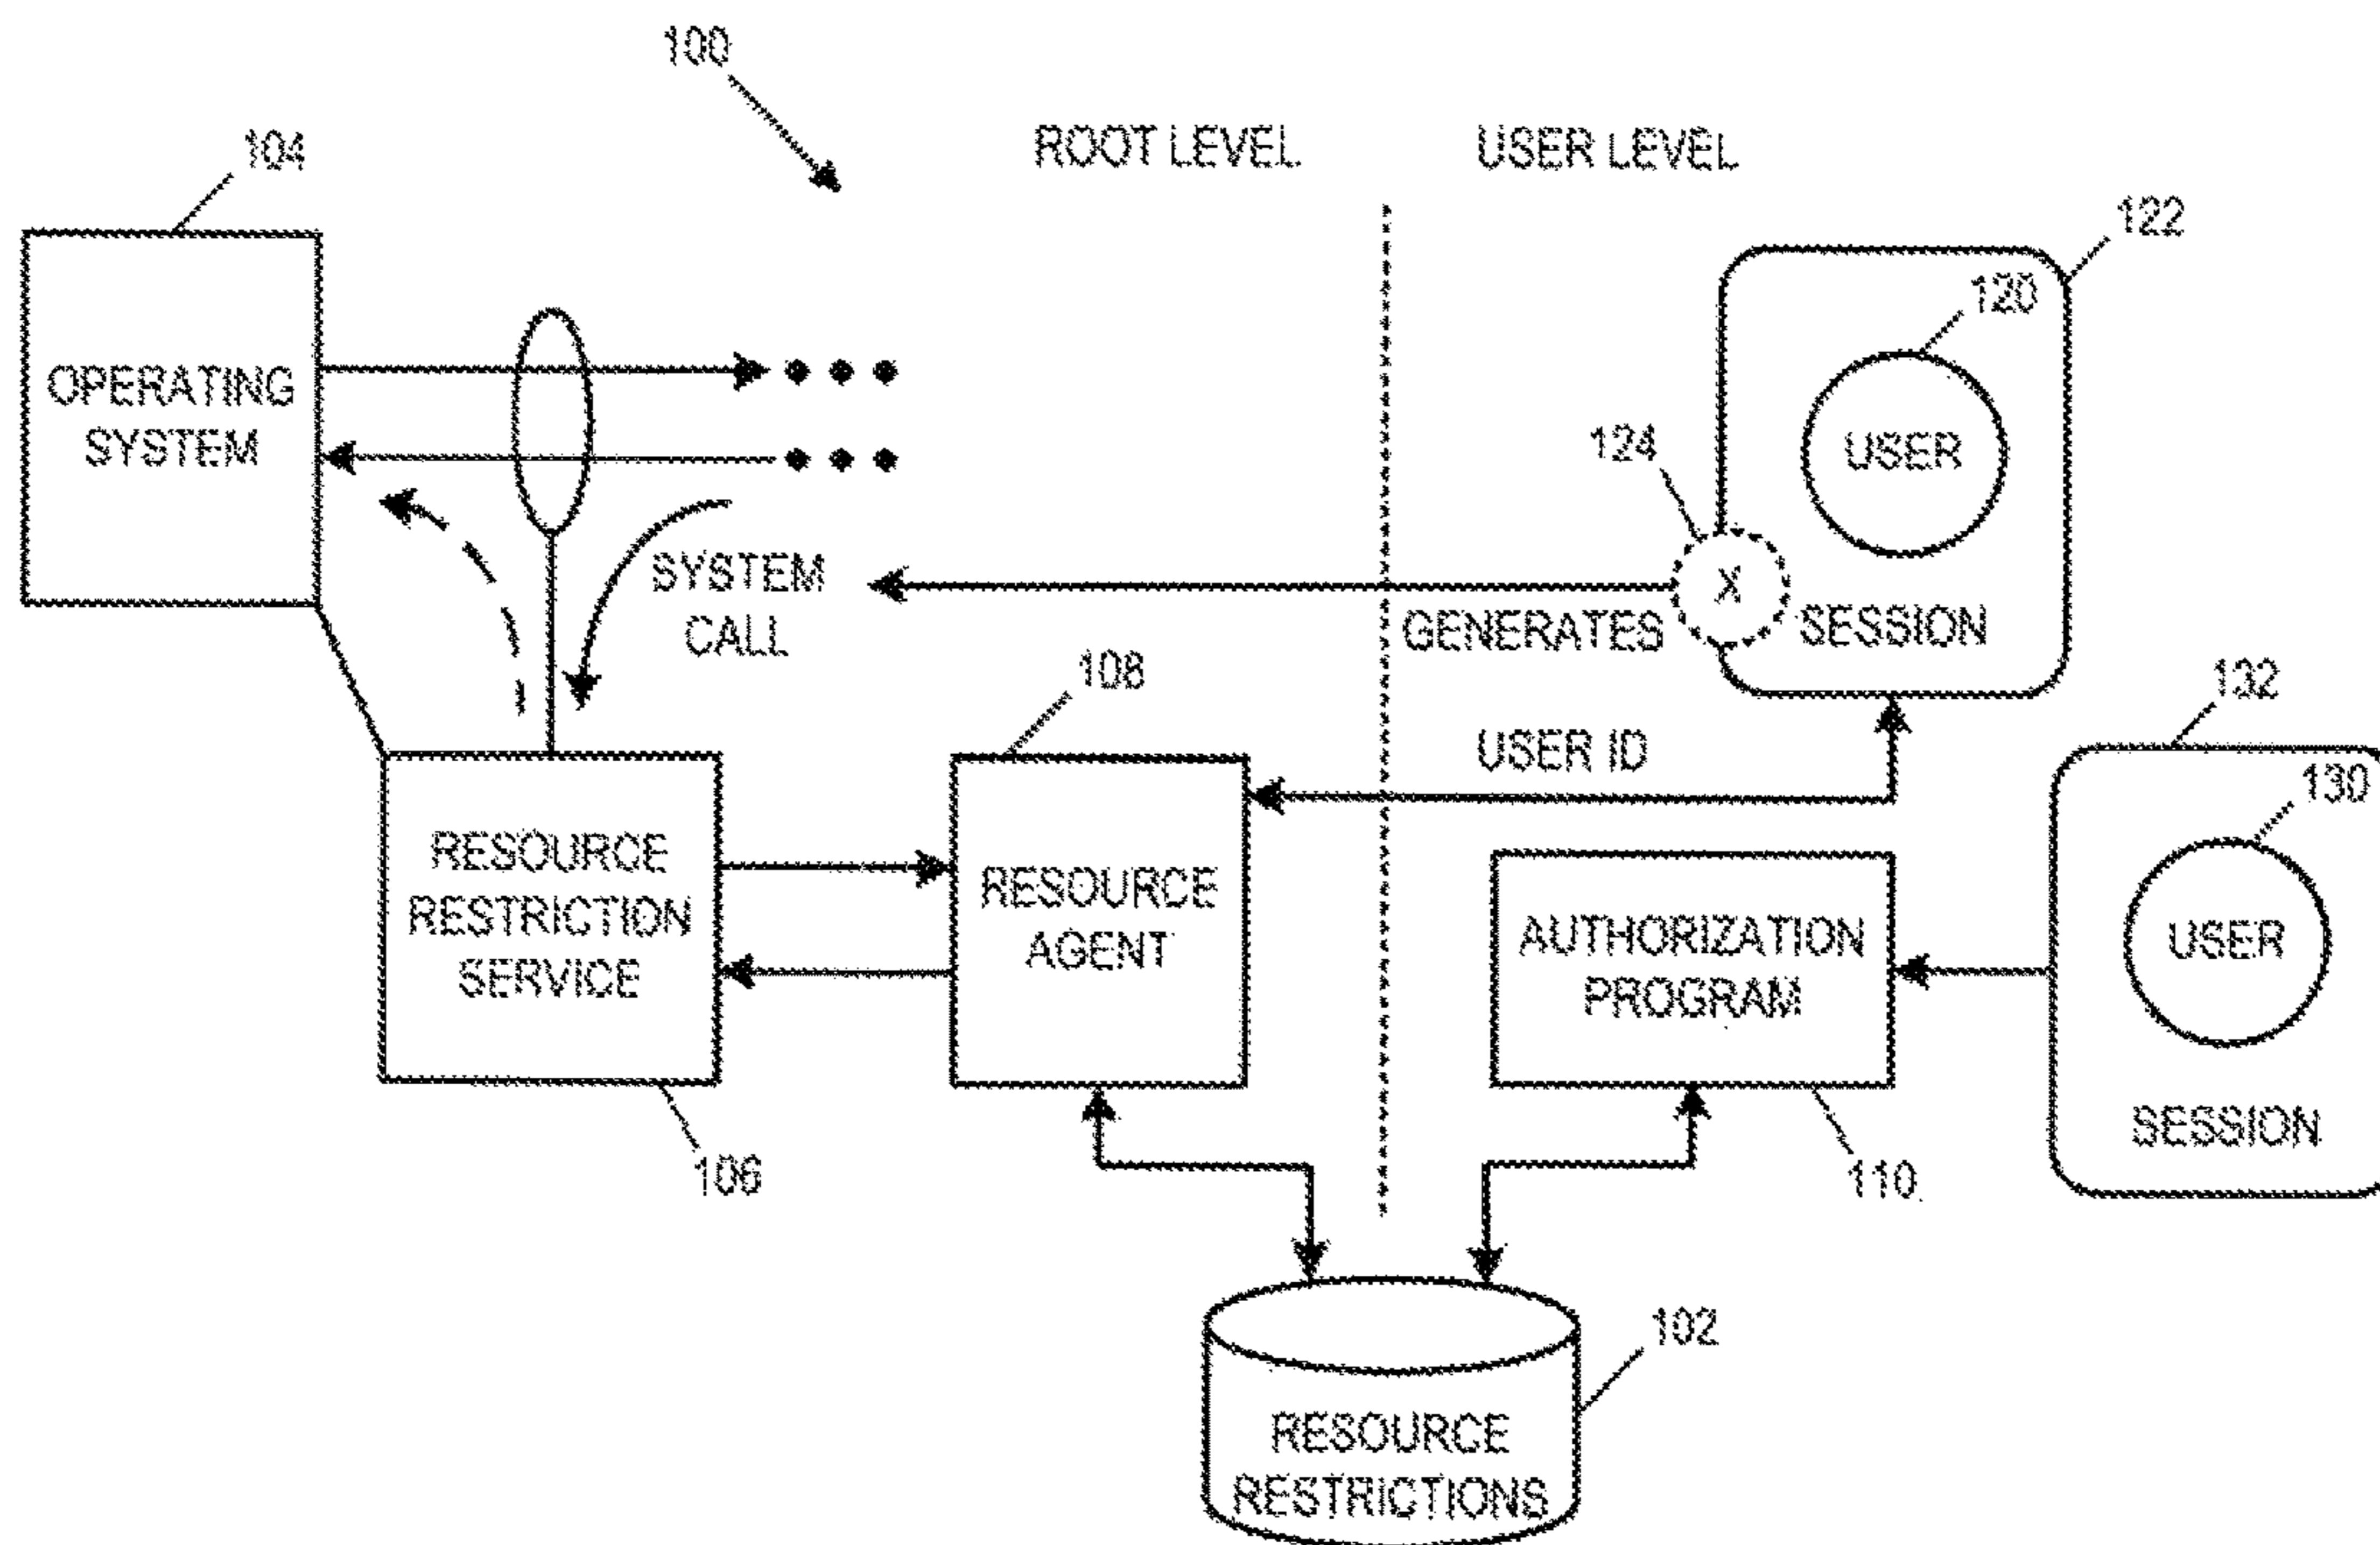 100
ROOT LEVEL
USER LEVEL
104
122
120
OPERATING
SYSTEM
USER
124
X
SYSTEM
CALL
GENERATES
SESSION
108
132
USER ID
130
RESOURCE
RESTRICTION
SERVICE
RESOURCE
AGENT
AUTHORIZATION
PROGRAM
USER
SESSION
106
110
102
RESOURCE
RESTRICTIONS